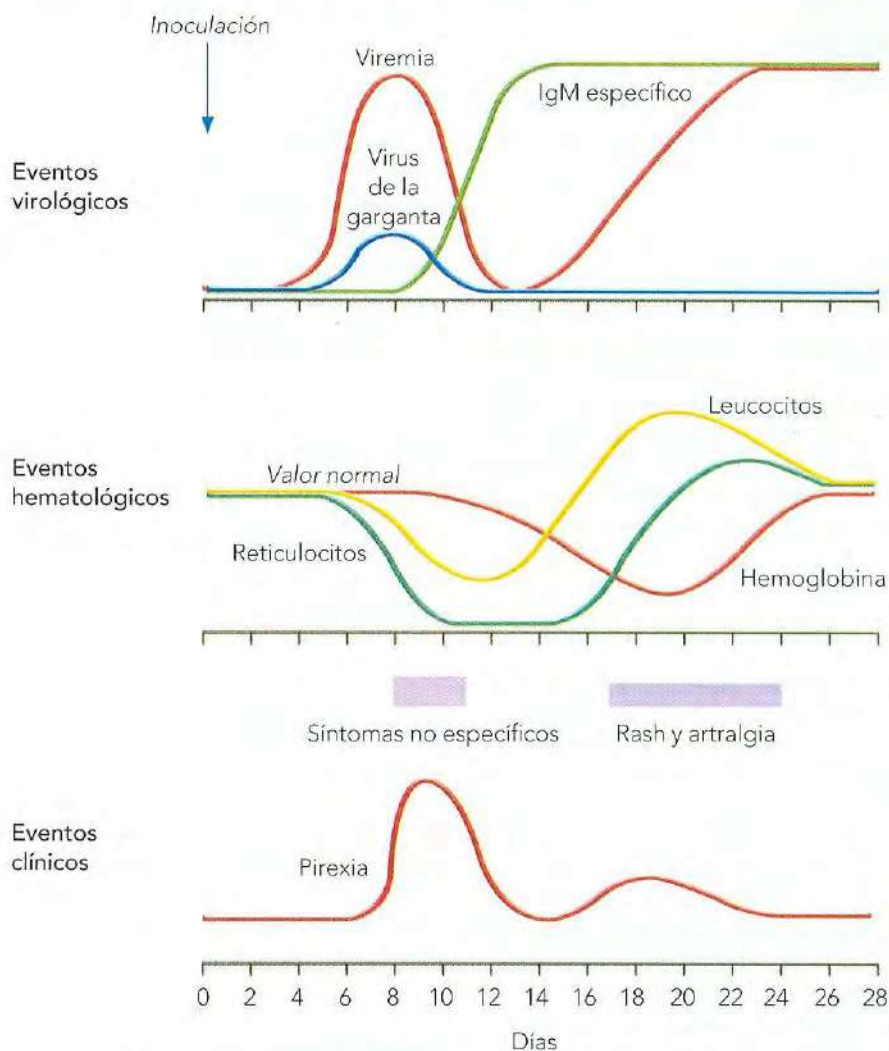 Inoculación
Viremia
IgM específico
Virus
de la
garganta
Eventos
virológicos
Leucocitos
Eventos
hematológicos
Valor normal
Reticulocitos
Hemoglobina
Síntomas no específicos
Rash y artralgia
Eventos
clínicos
Pirexia
0 2 4 6 8 10 12 14 16 18 20 22 24 26 28
Días